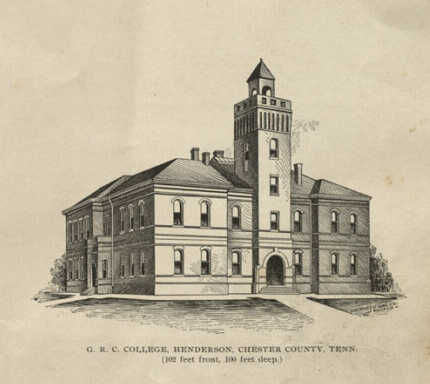 G. R. C. COLLEGE, HENDERSON, CHESTER COUNTY, TENN.
(102 feet front, 100 feet deep.)